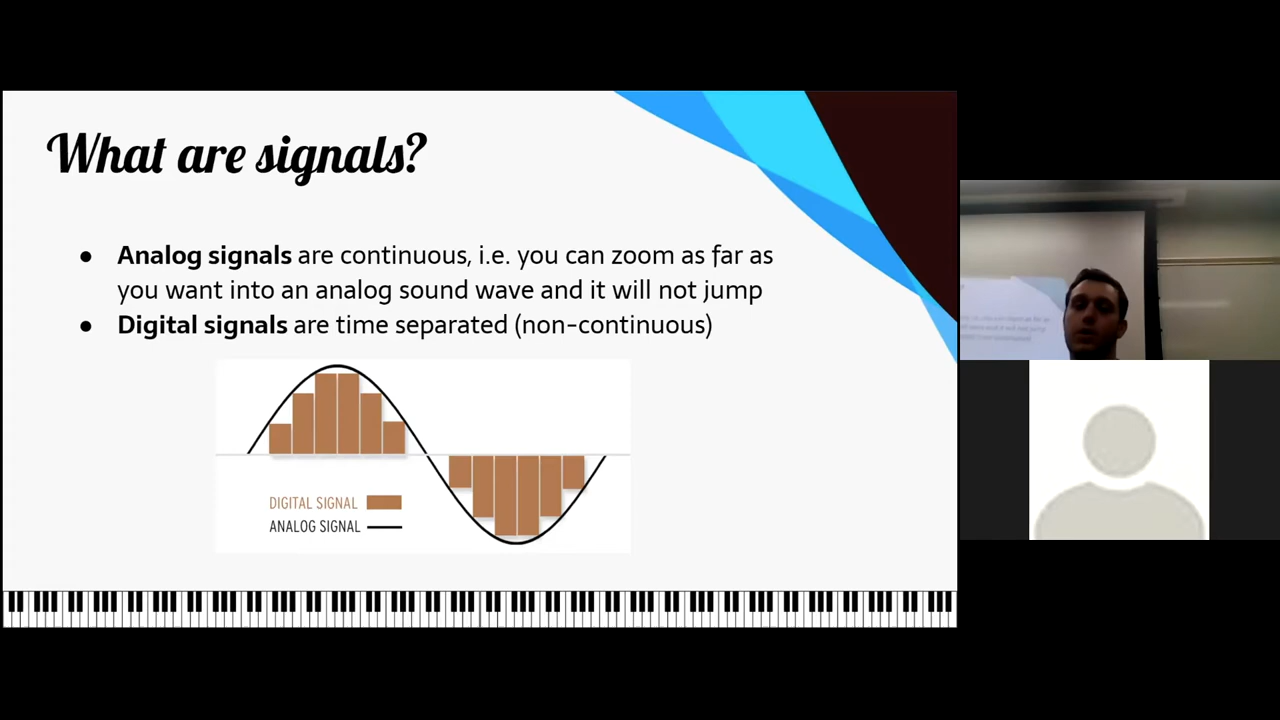 What are signals?
● Analog signals are continuous, i.e. you can zoom as far as
you want into an analog sound wave and it will not jump
● Digital signals are time separated (non-continuous)
DIGITAL SIGNAL
ANALOG SIGNAL